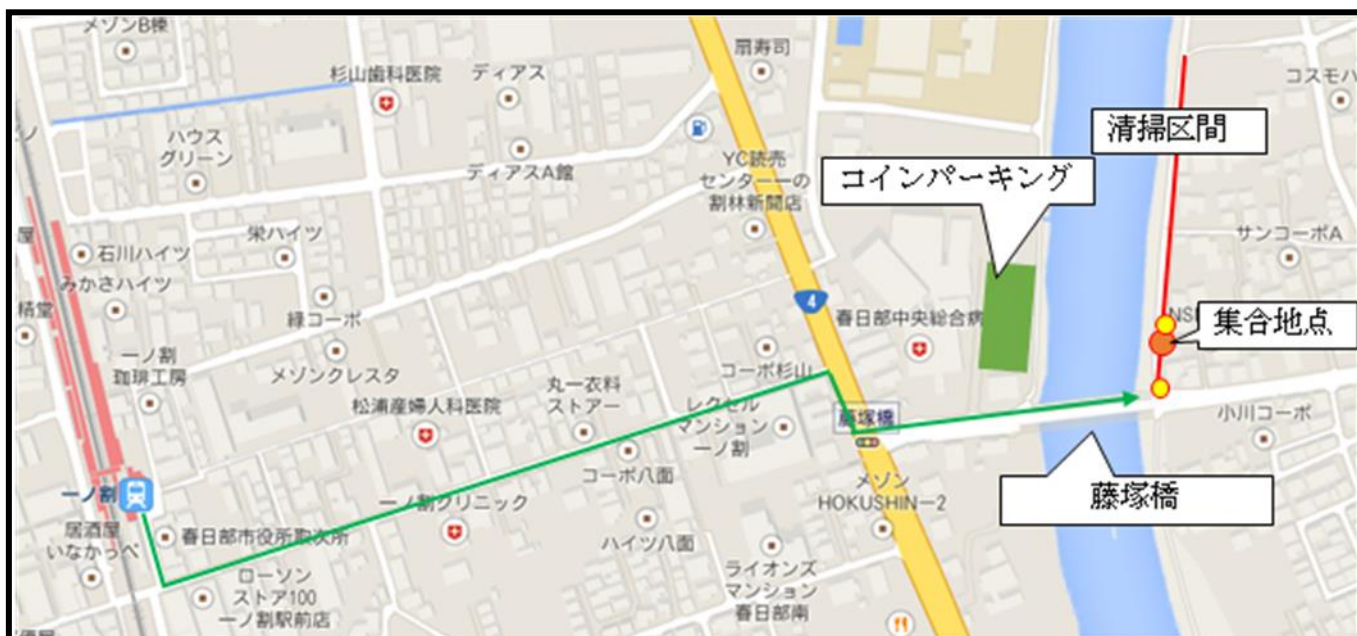 メゾンB棟
杉山歯科医院
ディアス
扇寿司
コスモハ
ハウス
グリーン
ディアスA館
YC読売
センター一の
割林新聞店
コインパーキング
清掃区間
屋
石川ハイツ
栄ハイツ
サンコーポA
みかさハイツ
精堂
緑コーポ
4
春日部中央総合病
NS
集合地点
一ノ割
珈琲工房
メゾンクレスタ
コーポ杉山
松浦産婦人科医院
丸一衣料
ストアー
レクセル
マンション
一ノ割
藤塚橋
小川コーポ
コーポ八面
一ノ割
一ノ割クリニック
メゾン
HOKUSHIN-2
藤塚橋
居酒屋
いなかっぺ
春日部市役所取次所
ハイツ八面
ローソン
ストア100
一ノ割駅前店
ライオンズ
マンション
春日部南